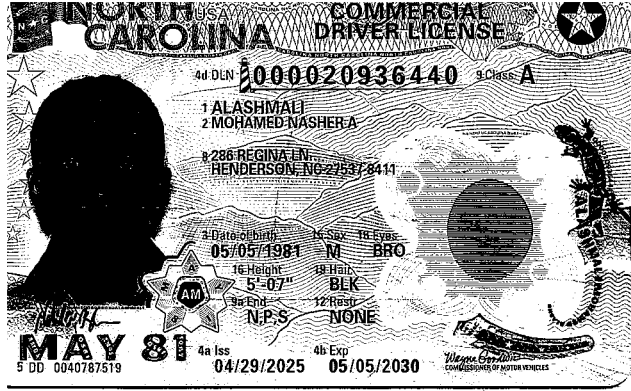 NORTH USA
CAROLINA
COMMERCIAL
DRIVER LICENSE
4d DLN 000020936440 9 Class A
1 ALASHMALI
2 MOHAMED NASHER A
8 286 REGINA LN
HENDERSON, NC 27537-8411
3 Date of birth 15 Sex 18 Eyes
05/05/1981 M BRO
16 Height 19 Hair
5'-07" BLK
9a End 12 Restr
N,P,S NONE
AM
MAY 81
4a Iss 4b Exp
04/29/2025 05/05/2030
5 DD 0040787519
COMMISSIONER OF MOTOR VEHICLES